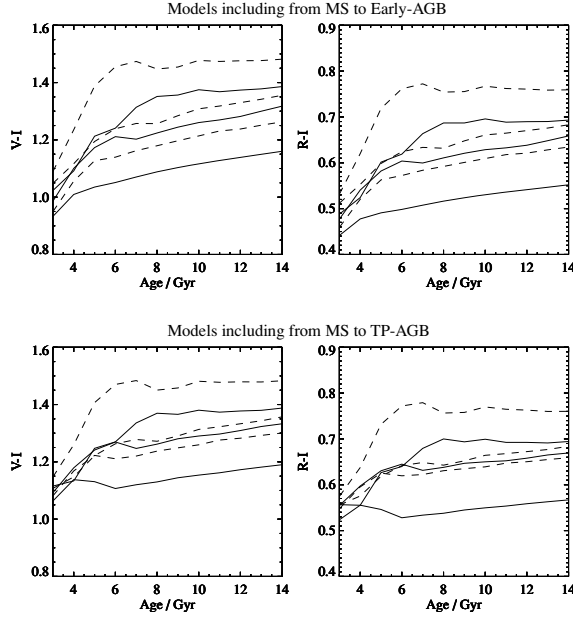 Models including from MS to Early-AGB
1.6
1.4
1.2
1.0
0.8
V-I
4 6 8 10 12 14
Age / Gyr
0.9
0.8
0.7
0.6
0.5
0.4
R-I
4 6 8 10 12 14
Age / Gyr
Models including from MS to TP-AGB
1.6
1.4
1.2
1.0
0.8
V-I
4 6 8 10 12 14
Age / Gyr
0.9
0.8
0.7
0.6
0.5
0.4
R-I
4 6 8 10 12 14
Age / Gyr